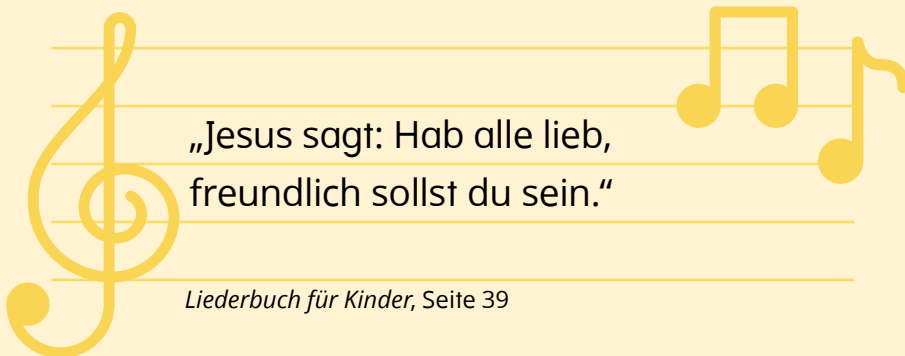 „Jesus sagt: Hab alle lieb,
freundlich sollst du sein.“
Liederbuch für Kinder, Seite 39